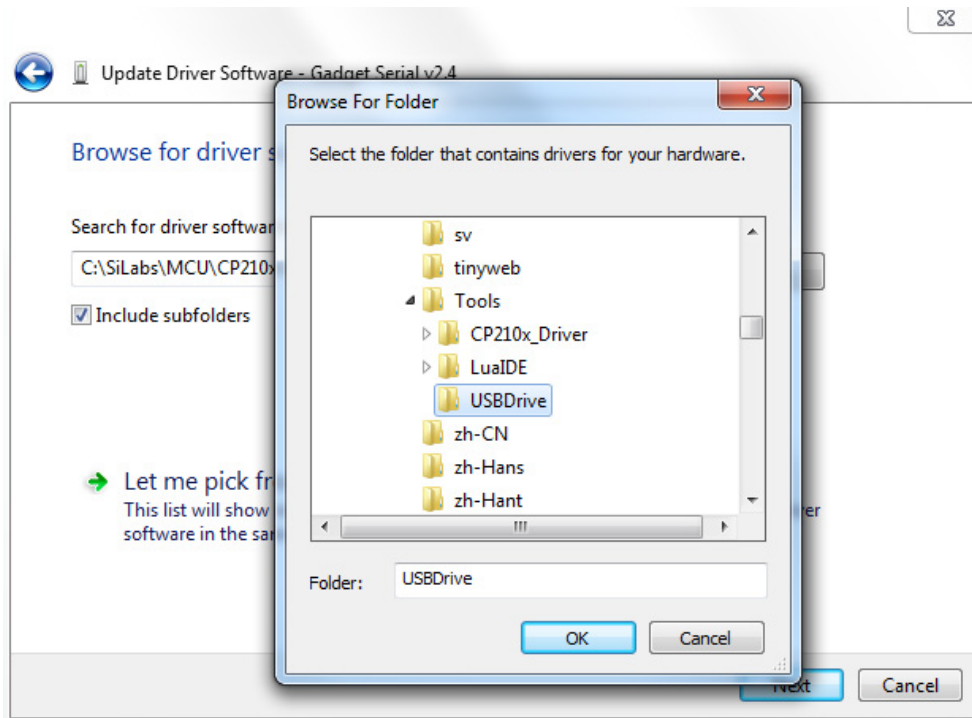 Update Driver Software - Gadget Serial v2.4
Browse For Folder
Browse for driver s
Select the folder that contains drivers for your hardware.
Search for driver softwar
C:\SiLabs\MCU\CP210x
Include subfolders
sv
tinyweb
Tools
CP210x_Driver
LuaIDE
USBDrive
zh-CN
zh-Hans
zh-Hant
Let me pick fr
This list will show
ver
software in the sa
Folder:
USBDrive
OK
Cancel
Next
Cancel